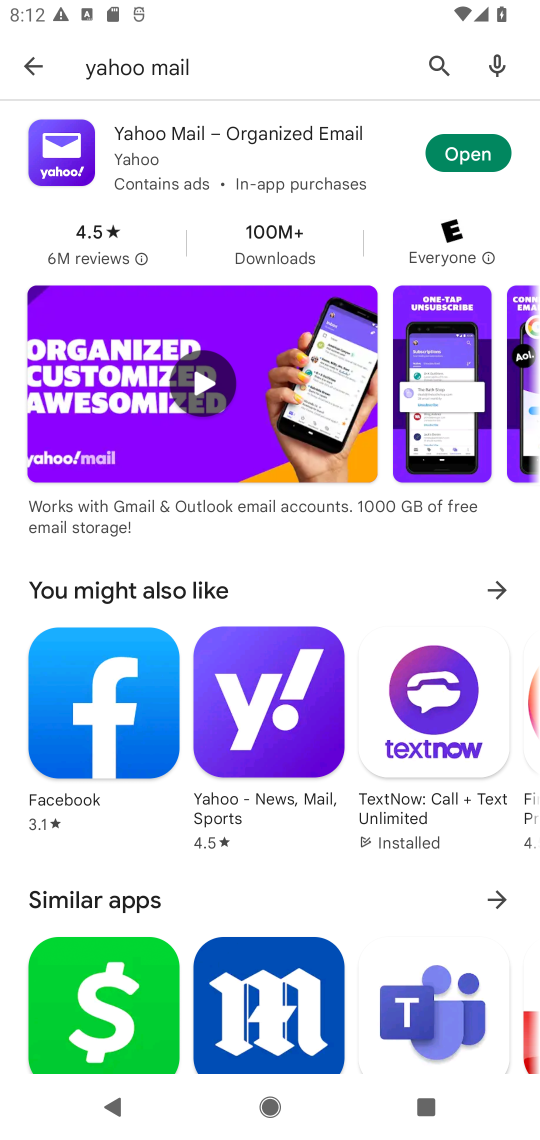 8:12
yahoo mail
Yahoo Mail – Organized Email
Yahoo
Contains ads • In-app purchases
Open
yahoo!
4.5★
6M reviews
100M+
Downloads
E
Everyone
ORGANIZED
CUSTOMIZED
AWESOMIZED
yahoo!mail
ONE-TAP
UNSUBSCRIBE
Subscriptions
Aol.
Works with Gmail & Outlook email accounts. 1000 GB of free
email storage!
You might also like
f
y!
textnow
Facebook
3.1★
Yahoo - News, Mail,
Sports
4.5★
TextNow: Call + Text
Unlimited
Installed
4.
Similar apps
$
m
T